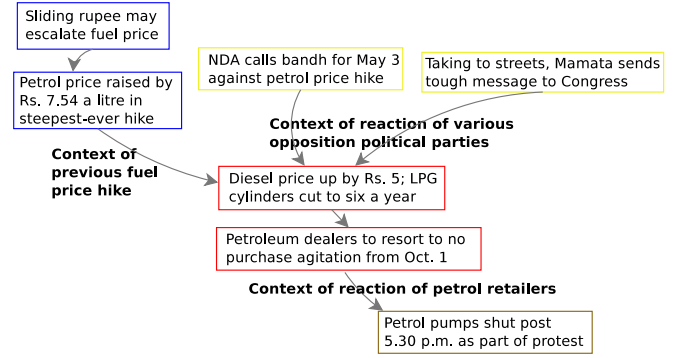 Sliding rupee may
escalate fuel price
NDA calls bandh for May 3
against petrol price hike
Taking to streets, Mamata sends
tough message to Congress
Petrol price raised by
Rs. 7.54 a litre in
steepest-ever hike
Context of reaction of various
opposition political parties
Context of
previous fuel
price hike
Diesel price up by Rs. 5; LPG
cylinders cut to six a year
Petroleum dealers to resort to no
purchase agitation from Oct. 1
Context of reaction of petrol retailers
Petrol pumps shut post
5.30 p.m. as part of protest